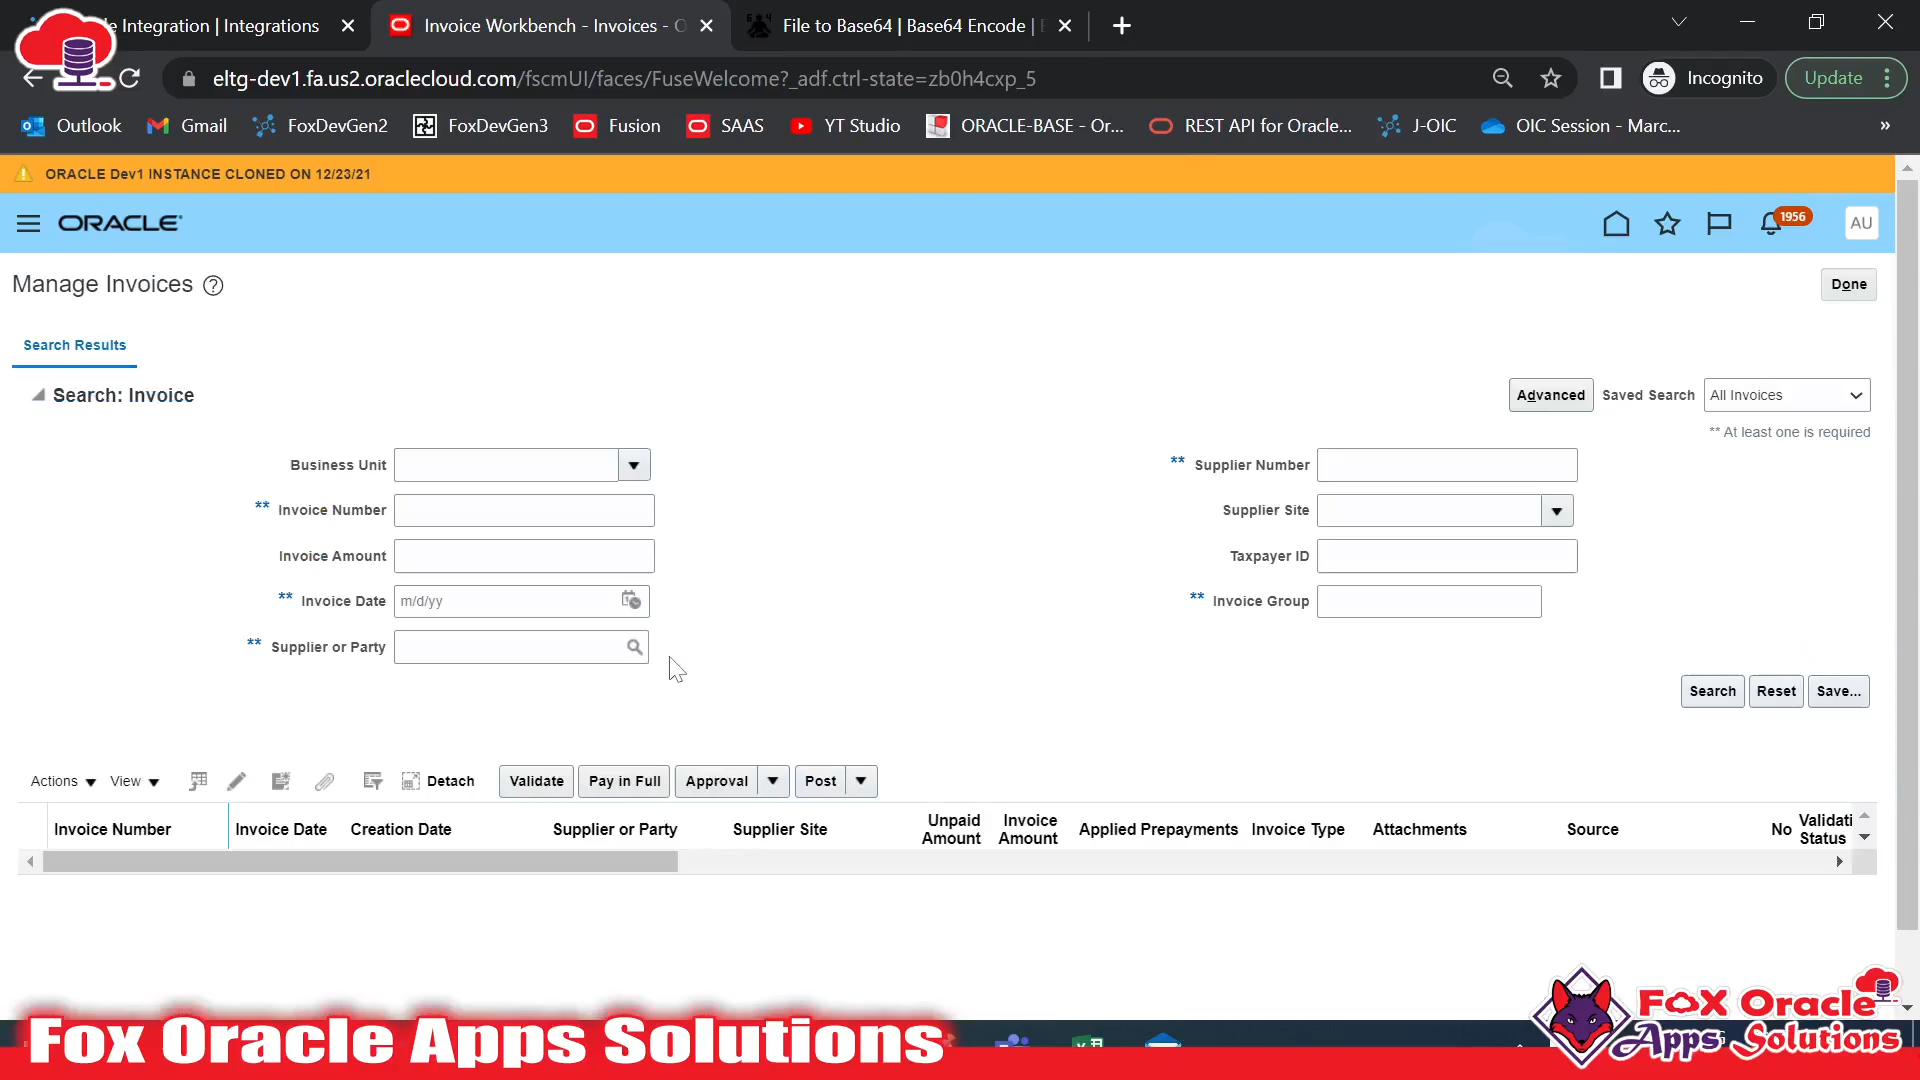 le Integration | Integrations
Invoice Workbench - Invoices - O
File to Base64 | Base64 Encode |
eltg-dev1.fa.us2.oraclecloud.com/fscmUI/faces/FuseWelcome?_adf.ctrl-state=zb0h4cxp_5
Incognito
Update
Outlook
Gmail
FoxDevGen2
FoxDevGen3
Fusion
SAAS
YT Studio
ORACLE-BASE - Or...
REST API for Oracle...
J-OIC
OIC Session - Marc...
»
ORACLE Dev1 INSTANCE CLONED ON 12/23/21
ORACLE
1956
AU
Manage Invoices ?
Done
Search Results
Search: Invoice
Advanced
Saved Search
All Invoices
** At least one is required
Business Unit
** Invoice Number
Invoice Amount
** Invoice Date
m/d/yy
** Supplier or Party
** Supplier Number
Supplier Site
Taxpayer ID
** Invoice Group
Search
Reset
Save...
Actions
View
Detach
Validate
Pay in Full
Approval
Post
Invoice Number
Invoice Date
Creation Date
Supplier or Party
Supplier Site
Unpaid
Amount
Invoice
Amount
Applied Prepayments
Invoice Type
Attachments
Source
No
Validati
Status
Fox Oracle Apps Solutions
Fox Oracle
Apps Solutions